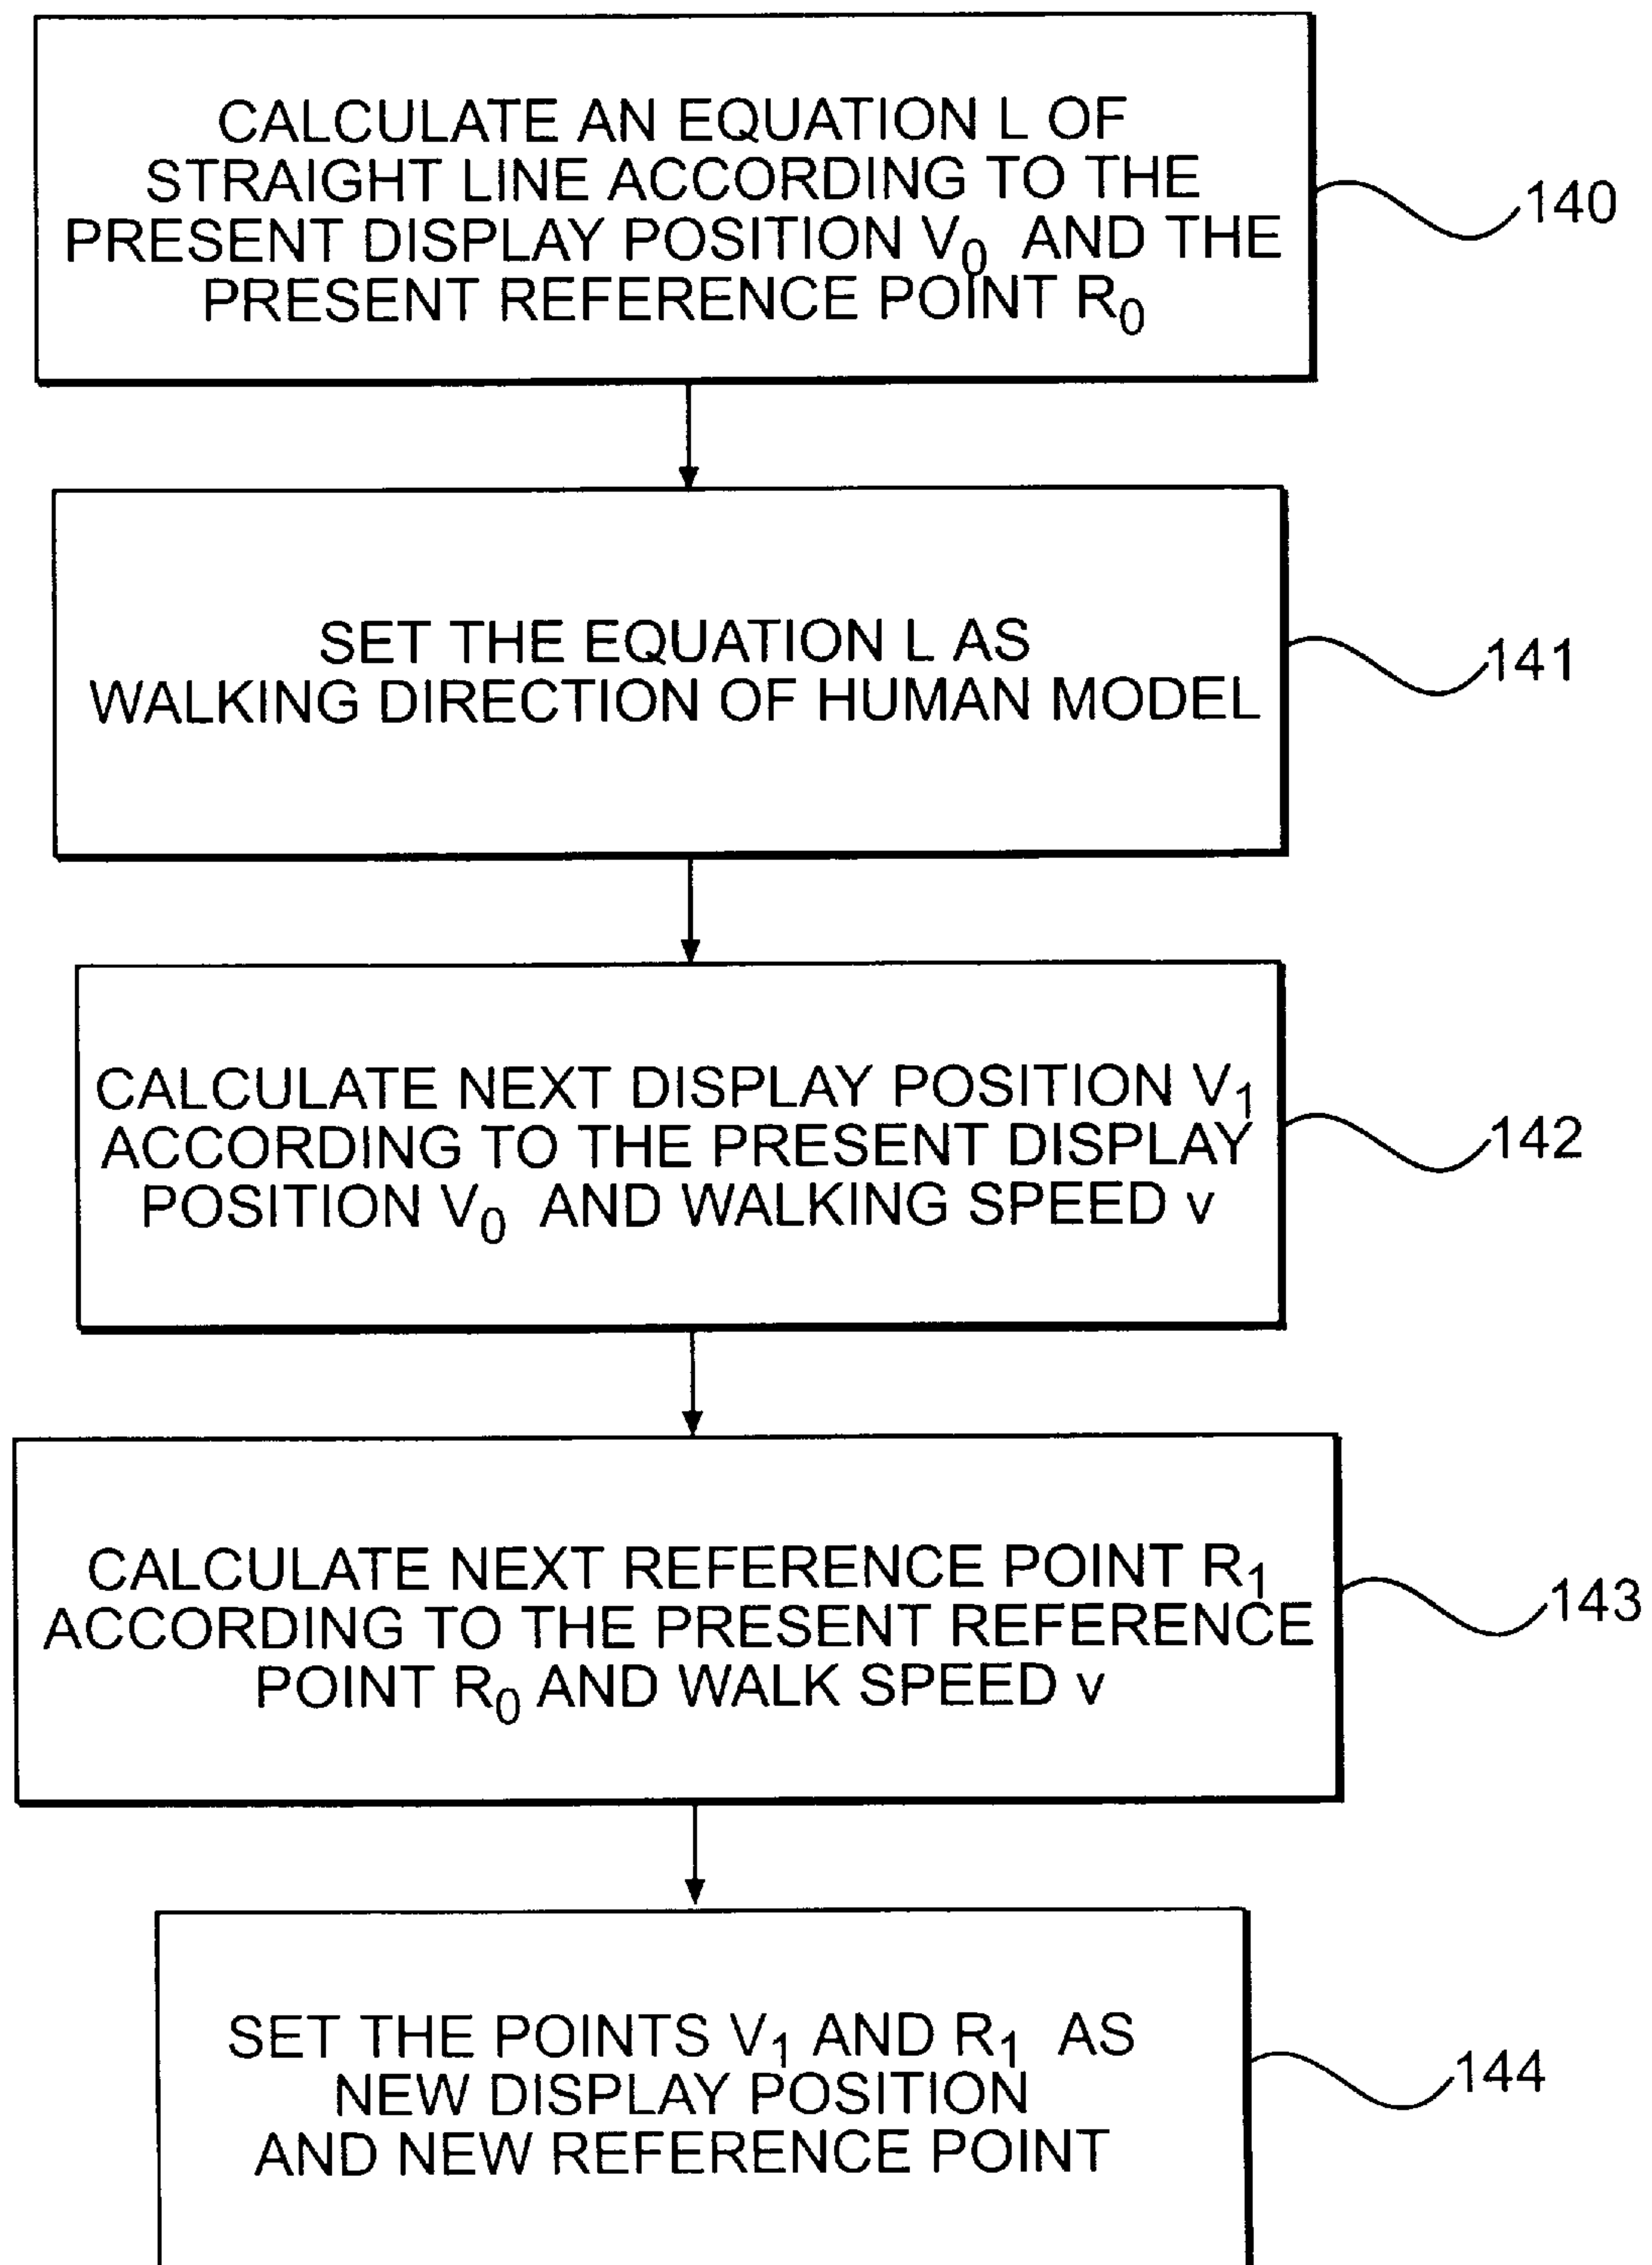 CALCULATE AN EQUATION L OF
STRAIGHT LINE ACCORDING TO THE
PRESENT DISPLAY POSITION V₀ AND THE
PRESENT REFERENCE POINT R₀
140
SET THE EQUATION L AS
WALKING DIRECTION OF HUMAN MODEL
141
CALCULATE NEXT DISPLAY POSITION V₁
ACCORDING TO THE PRESENT DISPLAY
POSITION V₀ AND WALKING SPEED v
142
CALCULATE NEXT REFERENCE POINT R₁
ACCORDING TO THE PRESENT REFERENCE
POINT R₀ AND WALK SPEED v
143
SET THE POINTS V₁ AND R₁ AS
NEW DISPLAY POSITION
AND NEW REFERENCE POINT
144